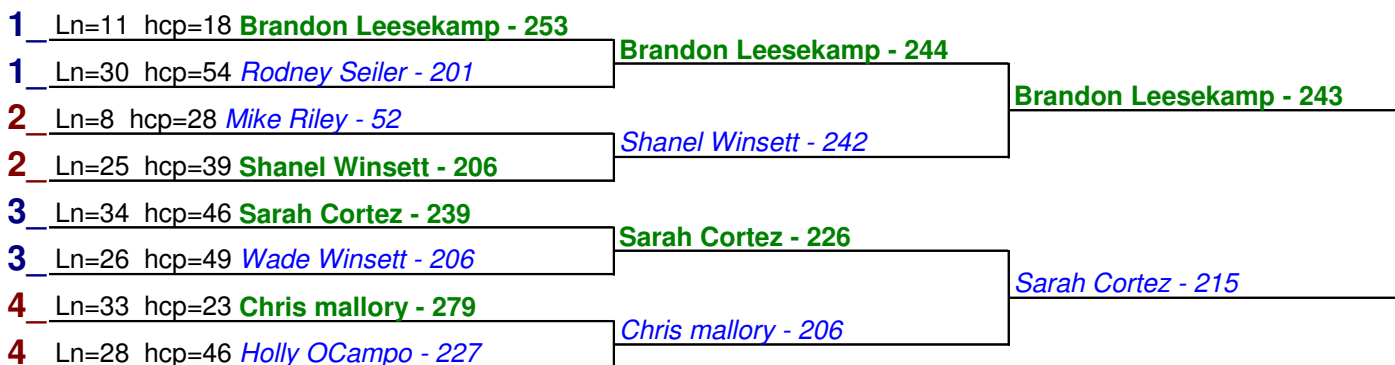 1_ Ln=11 hcp=18 Brandon Leesekamp - 253
Brandon Leesekamp - 244
1_ Ln=30 hcp=54 Rodney Seiler - 201
Brandon Leesekamp - 243
2_ Ln=8 hcp=28 Mike Riley - 52
Shanel Winsett - 242
2_ Ln=25 hcp=39 Shanel Winsett - 206
3_ Ln=34 hcp=46 Sarah Cortez - 239
Sarah Cortez - 226
3_ Ln=26 hcp=49 Wade Winsett - 206
Sarah Cortez - 215
4_ Ln=33 hcp=23 Chris mallory - 279
Chris mallory - 206
4 Ln=28 hcp=46 Holly OCampo - 227